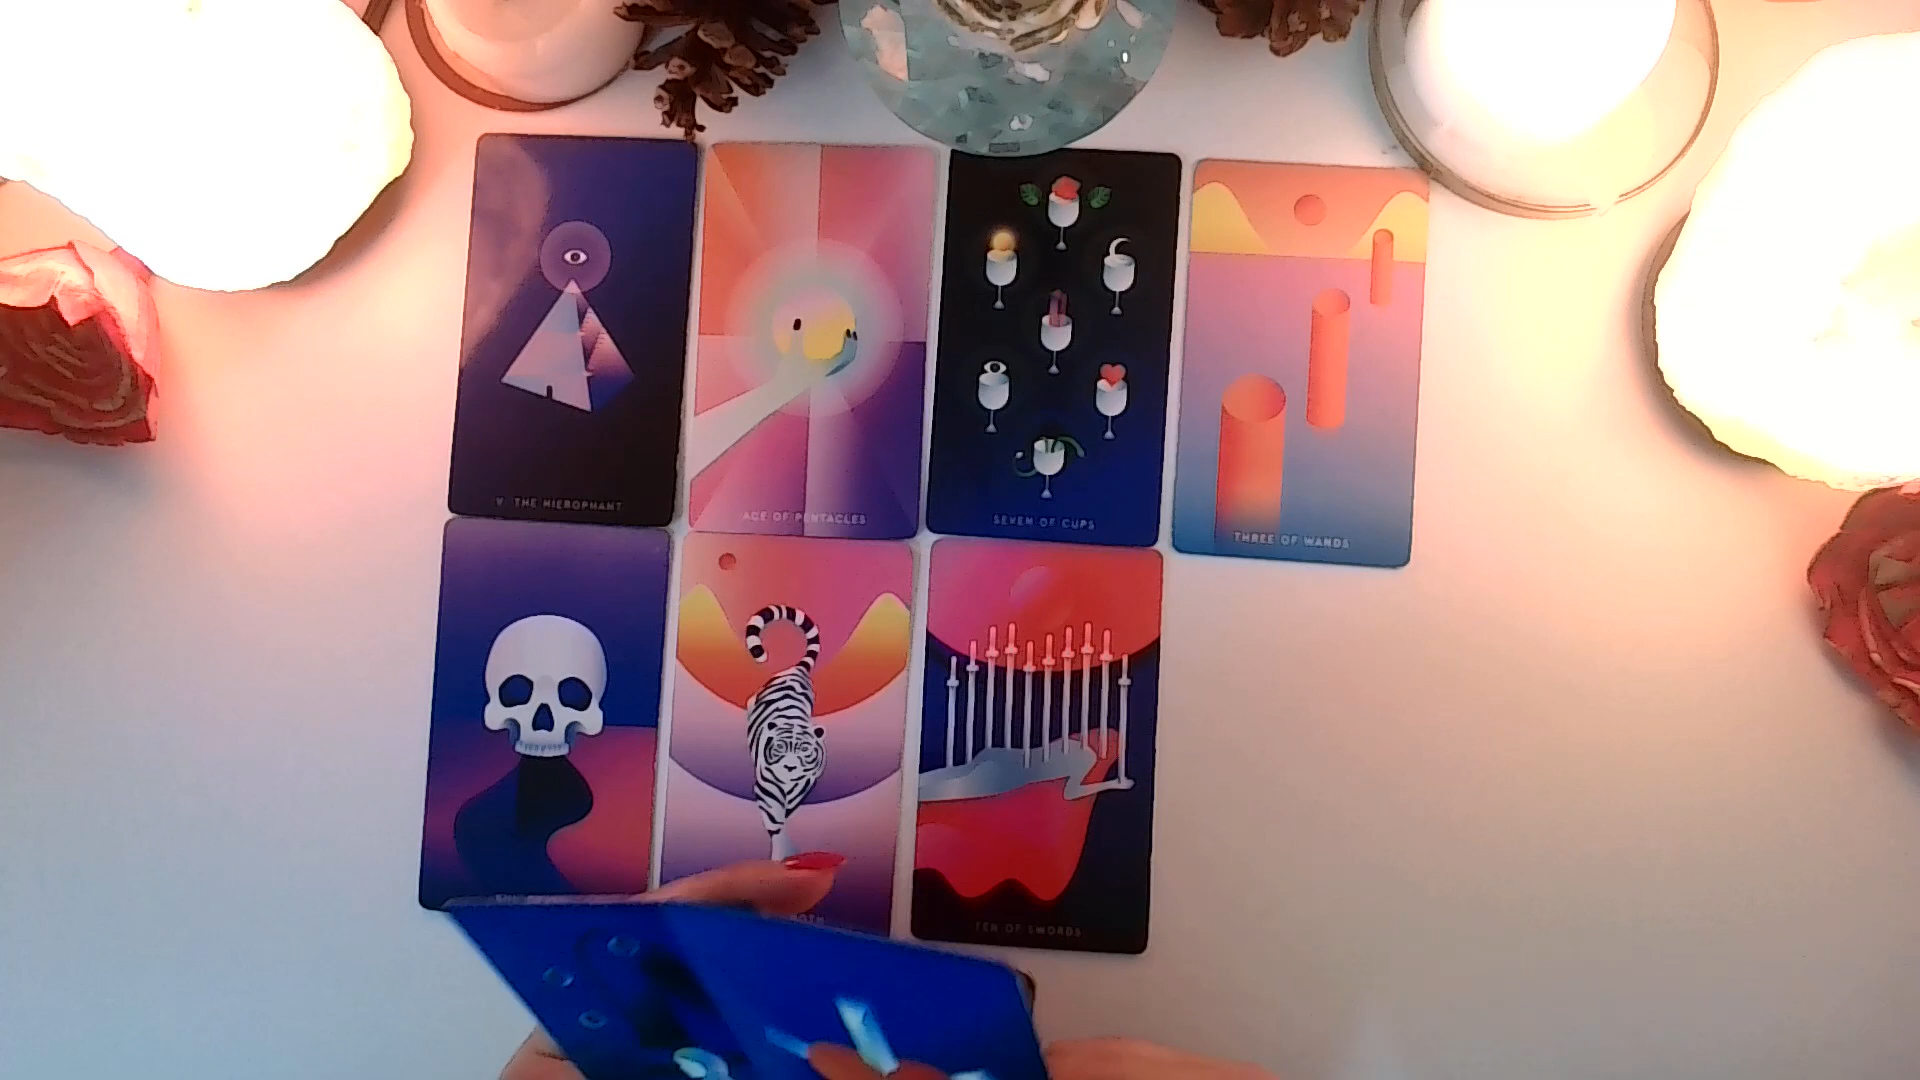 V. THE HIEROPHANT
ACE OF PENTACLES
SEVEN OF CUPS
THREE OF WANDS
TEN OF SWORDS